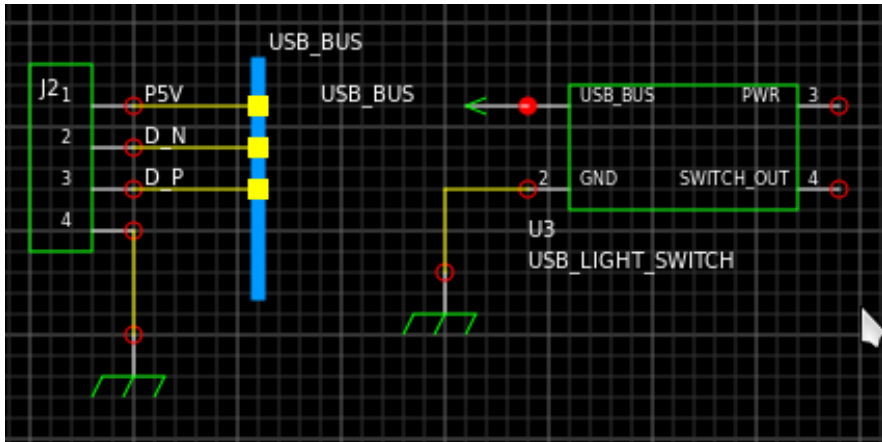 USB_BUS
J2
1
P5V
2
D_N
3
D_P
4
USB_BUS
USB_BUS
PWR
3
2
GND
SWITCH_OUT
4
U3
USB_LIGHT_SWITCH